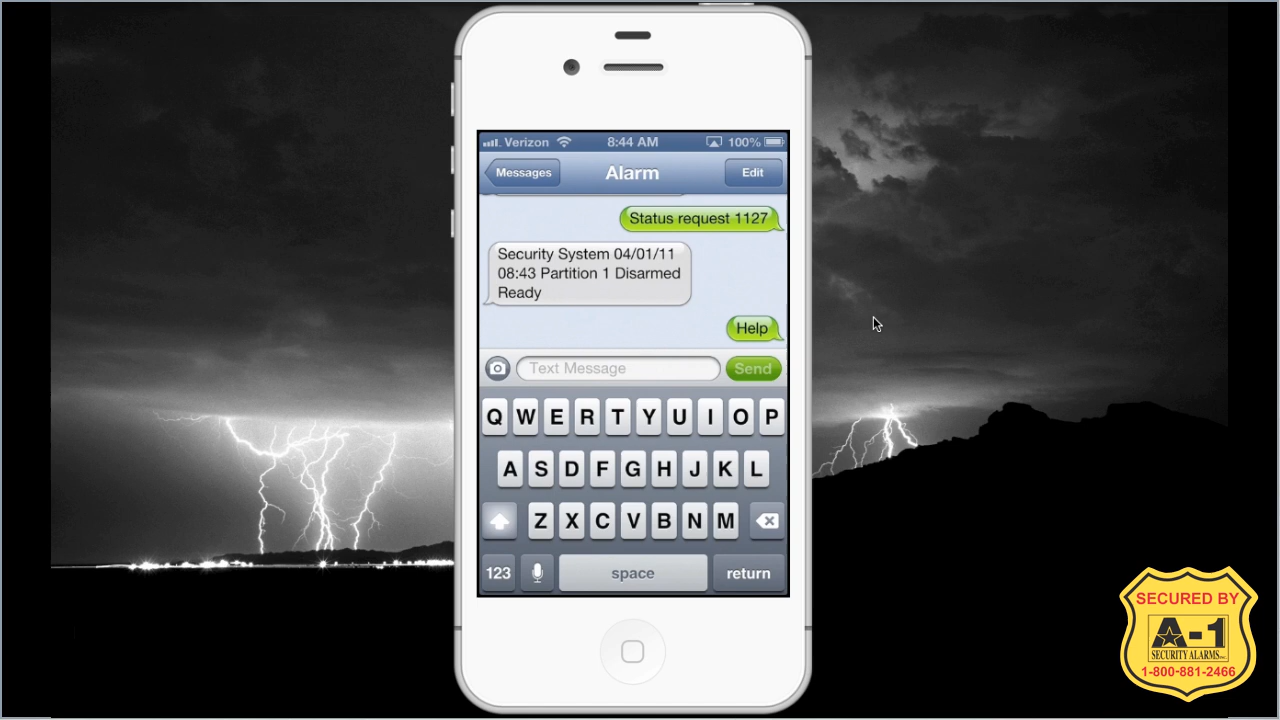 Verizon 8:44 AM 100%
Messages Alarm Edit
Status request 1127
Security System 04/01/11
08:43 Partition 1 Disarmed
Ready
Help
Text Message Send
Q W E R T Y U I O P
A S D F G H J K L
Z X C V B N M
123 space return
SECURED BY
A-1
SECURITY ALARMS, INC.
1-800-881-2466